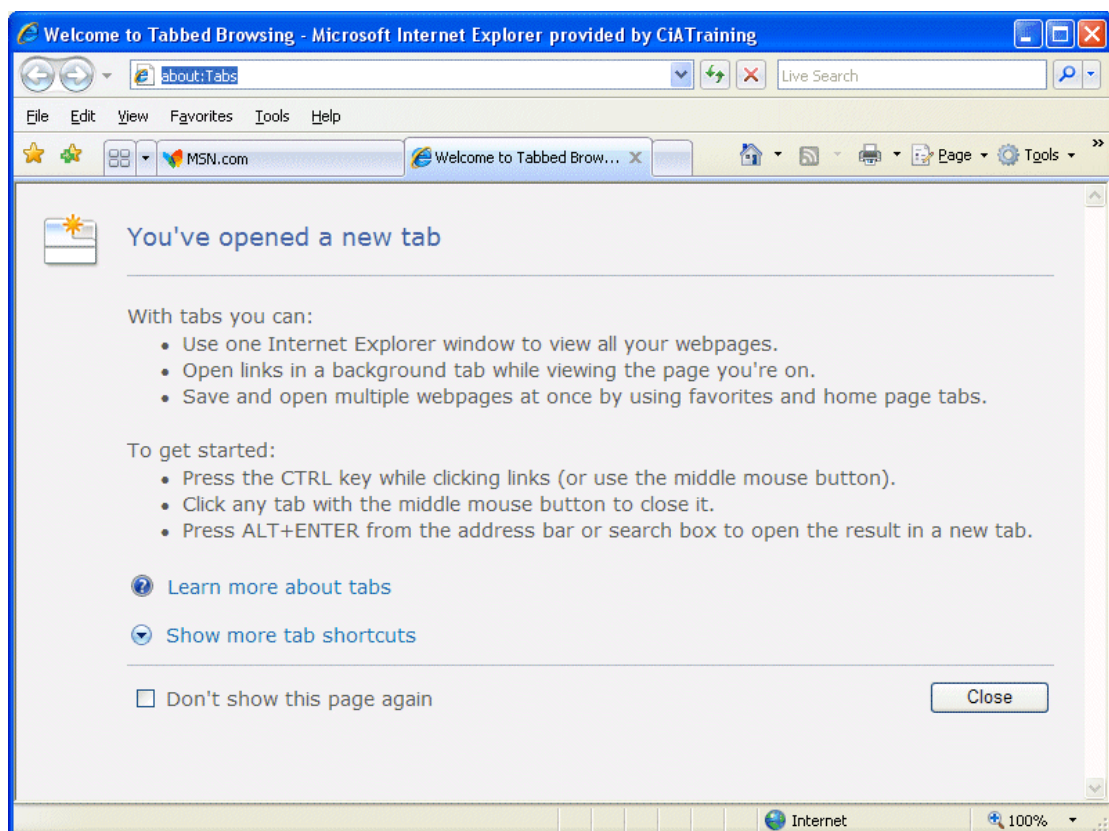 Welcome to Tabbed Browsing - Microsoft Internet Explorer provided by CiATraining
about:Tabs
Live Search
File Edit View Favorites Tools Help
MSN.com
Welcome to Tabbed Brow...
Page
Tools
»
You've opened a new tab
With tabs you can:
• Use one Internet Explorer window to view all your webpages.
• Open links in a background tab while viewing the page you're on.
• Save and open multiple webpages at once by using favorites and home page tabs.
To get started:
• Press the CTRL key while clicking links (or use the middle mouse button).
• Click any tab with the middle mouse button to close it.
• Press ALT+ENTER from the address bar or search box to open the result in a new tab.
Learn more about tabs
Show more tab shortcuts
Don't show this page again
Close
Internet
100%